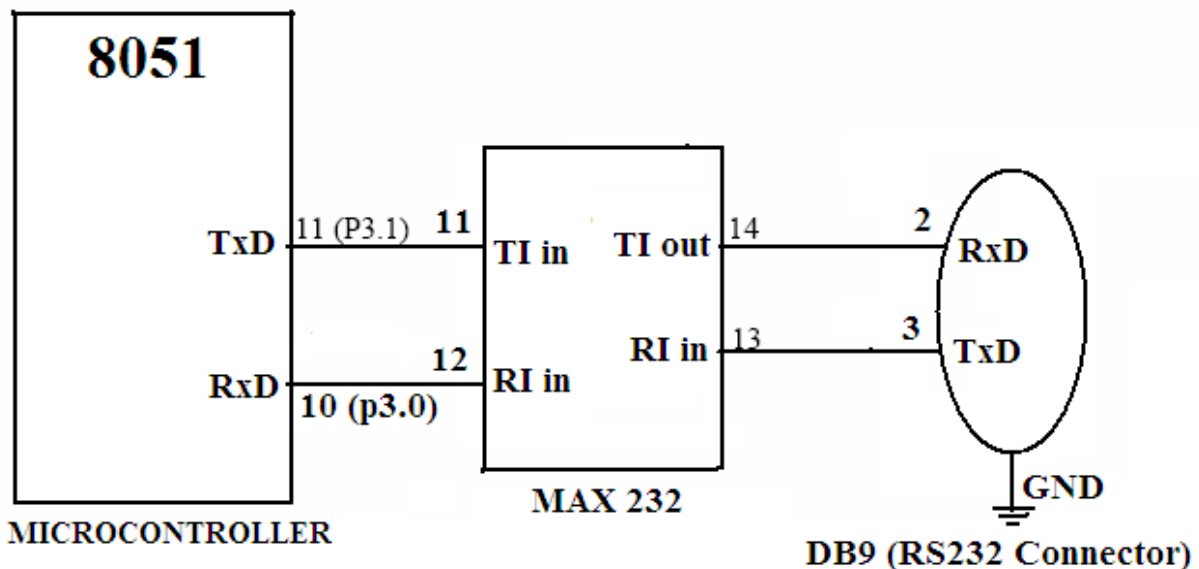 8051
TxD
11 (P3.1)
11
TI in
TI out
14
2
RxD
RxD
10 (p3.0)
12
RI in
RI in
13
3
TxD
MICROCONTROLLER
MAX 232
GND
DB9 (RS232 Connector)